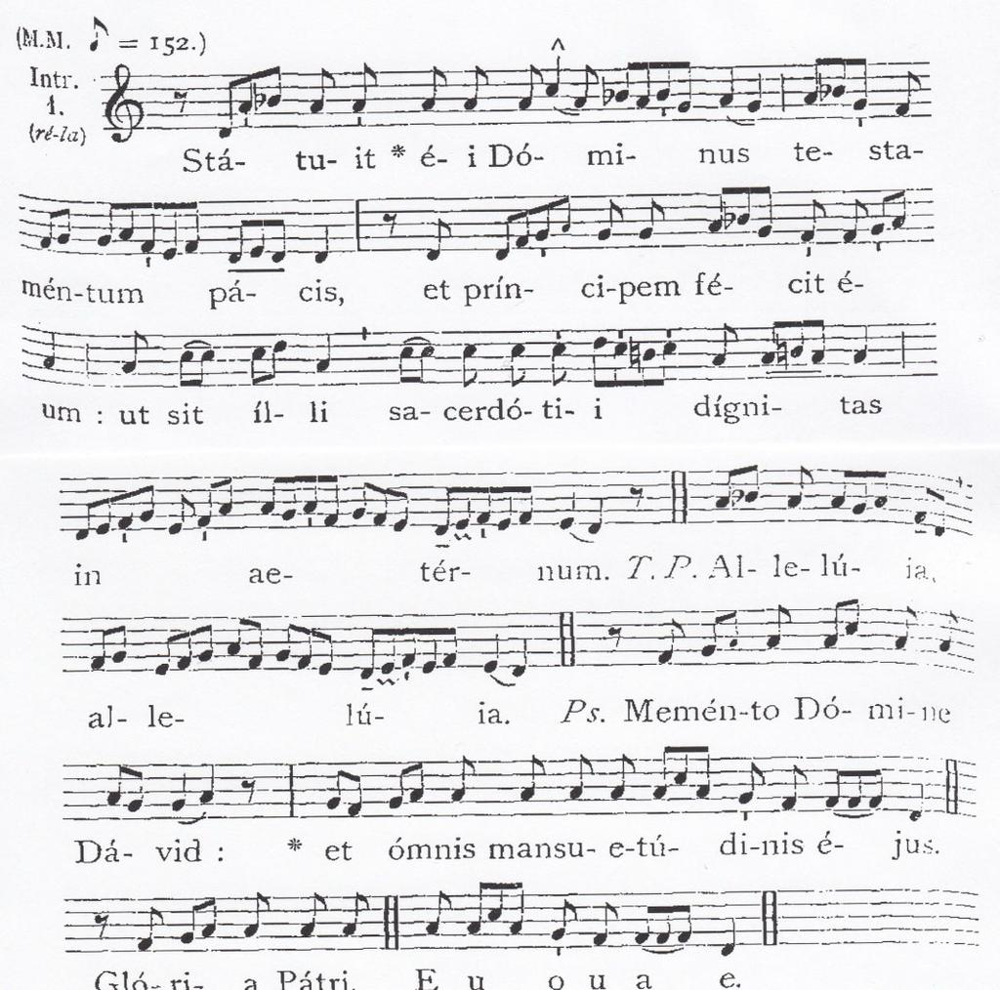 (M.M. ♪ = 152.)
Intr.
1.
(ré-la)
Stá- tu- it * é- i Dó- mi- nus te- sta-
mén-tum pá- cis, et prín- ci-pem fé- cit é-
um : ut sit íl- li sa- cerdó- ti- i dígni- tas
in ae- tér- num. T. P. Al- le- lú- ia,
al- le- lú- ia. Ps. Memén-to Dó- mi-ne
Dá- vid : * et ómnis mansu- e-tú- di-nis é- jus.
Gló- ri- a Pátri. E u o u a e.